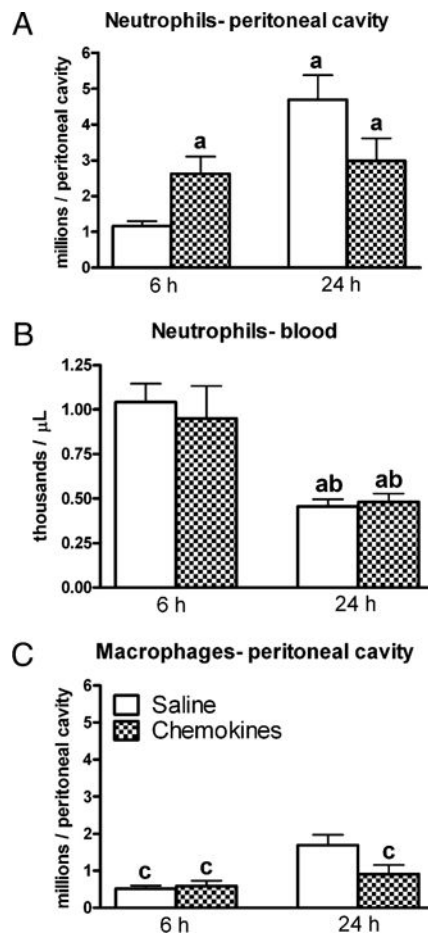 A
Neutrophils- peritoneal cavity
millions / peritoneal cavity
6
5
4
3
2
1
0
a
a
a
6 h
24 h
B
Neutrophils- blood
thousands / µL
1.25
1.00
0.75
0.50
0.25
0.00
ab
ab
6 h
24 h
C
Macrophages- peritoneal cavity
millions / peritoneal cavity
6
5
4
3
2
1
0
Saline
Chemokines
c
c
c
6 h
24 h